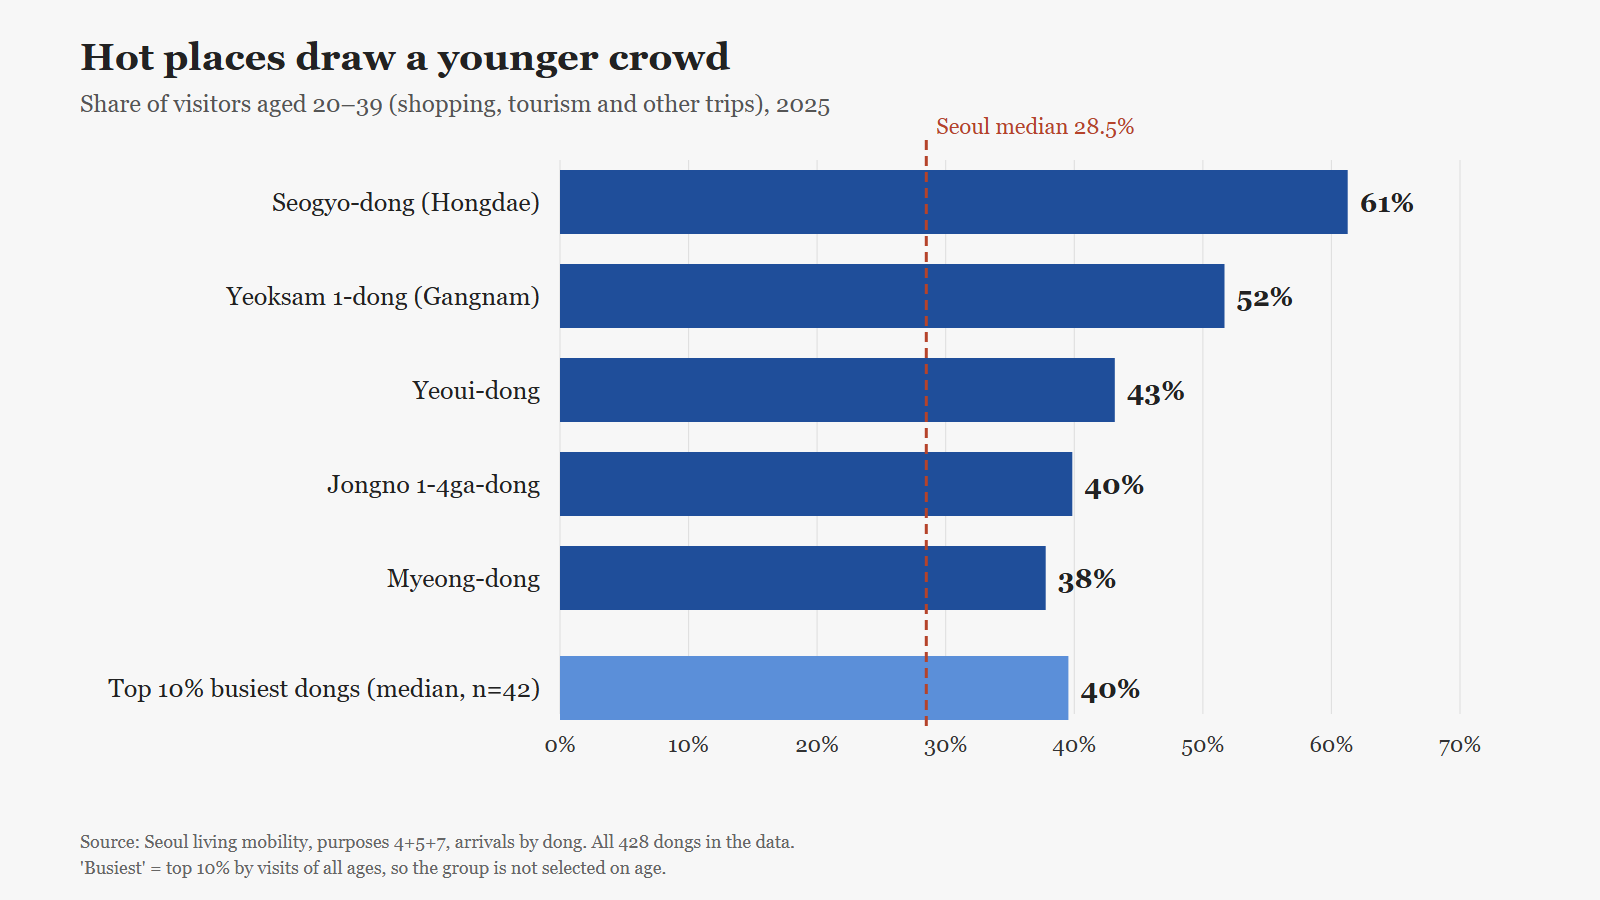 Hot places draw a younger crowd
Share of visitors aged 20–39 (shopping, tourism and other trips), 2025
Seoul median 28.5%
Seogyo-dong (Hongdae) 61%
Yeoksam 1-dong (Gangnam) 52%
Yeoui-dong 43%
Jongno 1-4ga-dong 40%
Myeong-dong 38%
Top 10% busiest dongs (median, n=42) 40%
0% 10% 20% 30% 40% 50% 60% 70%
Source: Seoul living mobility, purposes 4+5+7, arrivals by dong. All 428 dongs in the data.
'Busiest' = top 10% by visits of all ages, so the group is not selected on age.